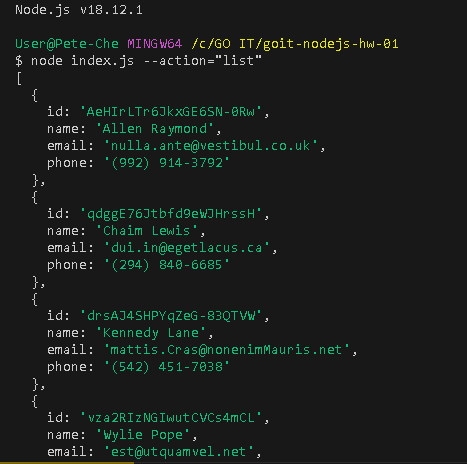 Node.js v18.12.1
User@Pete-Che MINGW64 /c/GO IT/goit-nodejs-hw-01
$ node index.js --action="list"
[
  {
    id: 'AeHIrLTr6JkxGE6SN-0Rw',
    name: 'Allen Raymond',
    email: 'nulla.ante@vestibul.co.uk',
    phone: '(992) 914-3792'
  },
  {
    id: 'qdggE76Jtbfd9eWJHrssH',
    name: 'Chaim Lewis',
    email: 'dui.in@egetlacus.ca',
    phone: '(294) 840-6685'
  },
  {
    id: 'drsAJ4SHPYqZeG-83QTVW',
    name: 'Kennedy Lane',
    email: 'mattis.Cras@nonenimMauris.net',
    phone: '(542) 451-7038'
  },
  {
    id: 'vza2RIzNGIwutCVCs4mCL',
    name: 'Wylie Pope',
    email: 'est@utquamvel.net',